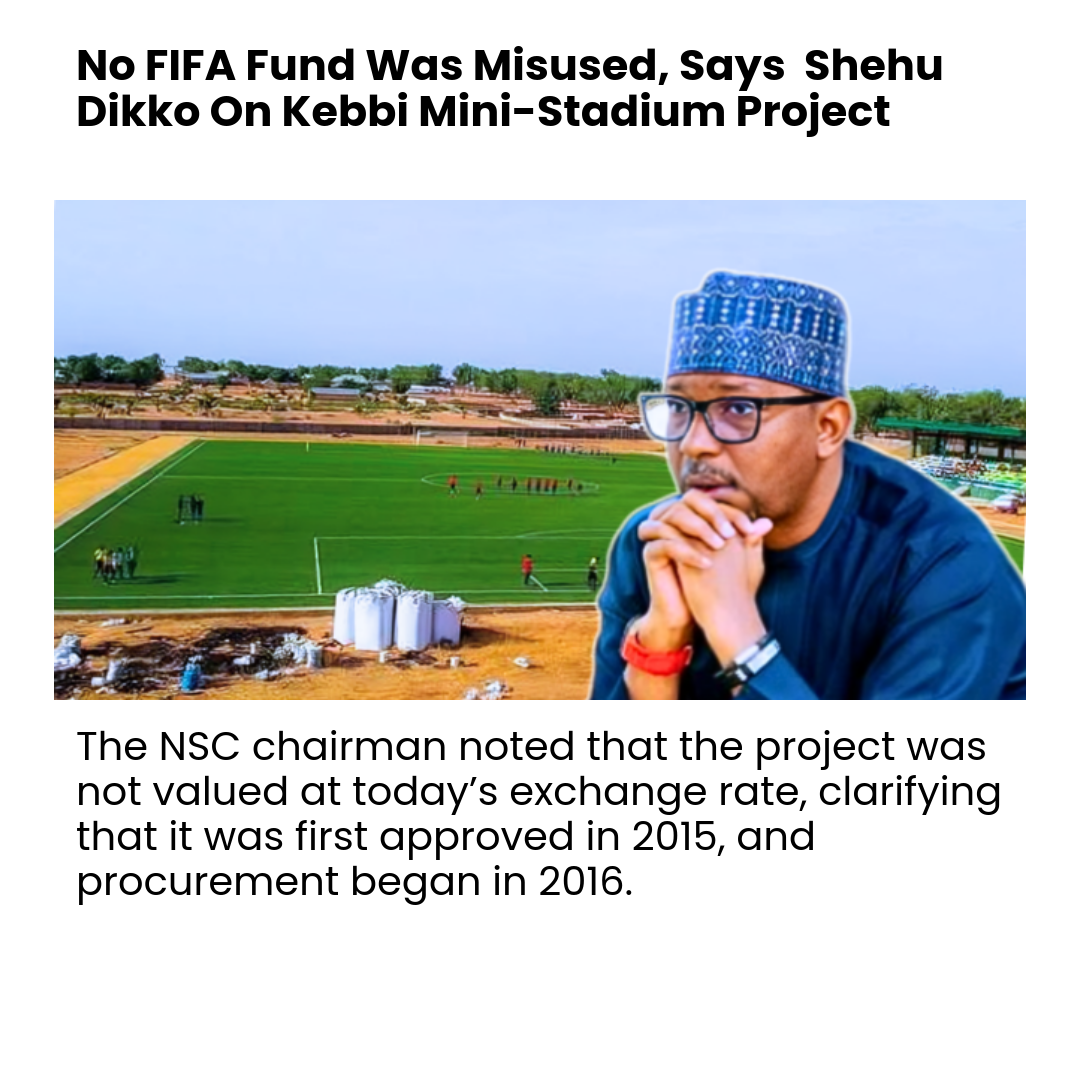 No FIFA Fund Was Misused, Says  Shehu
Dikko On Kebbi Mini-Stadium Project
The NSC chairman noted that the project was
not valued at today’s exchange rate, clarifying
that it was first approved in 2015, and
procurement began in 2016.